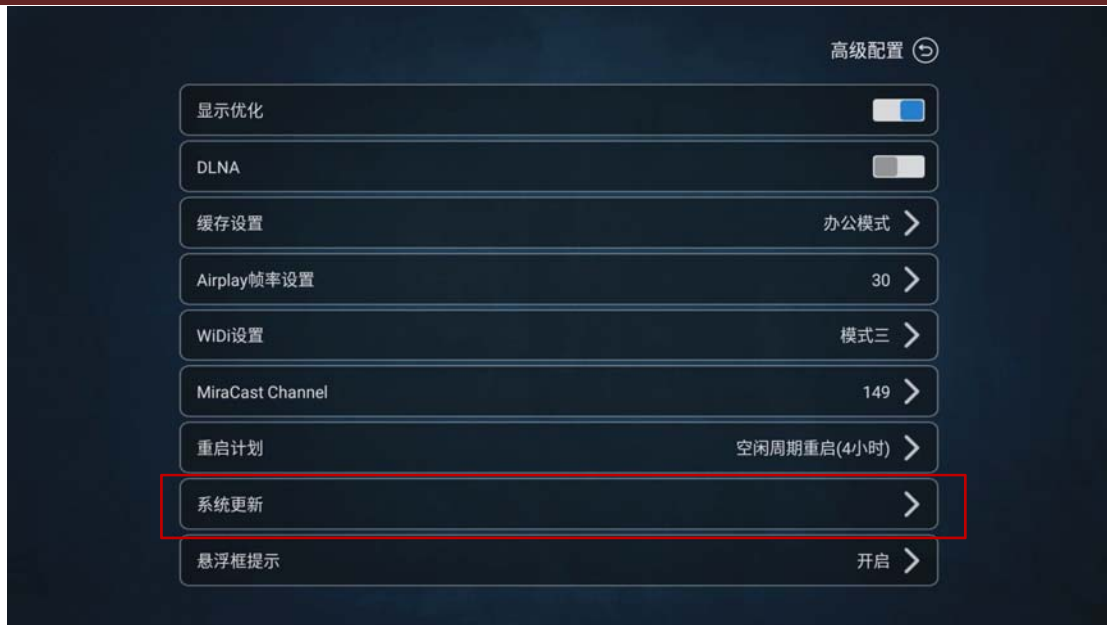 高级配置
显示优化
DLNA
缓存设置 办公模式
Airplay帧率设置 30
WiDi设置 模式三
MiraCast Channel 149
重启计划 空闲周期重启(4小时)
系统更新
悬浮框提示 开启